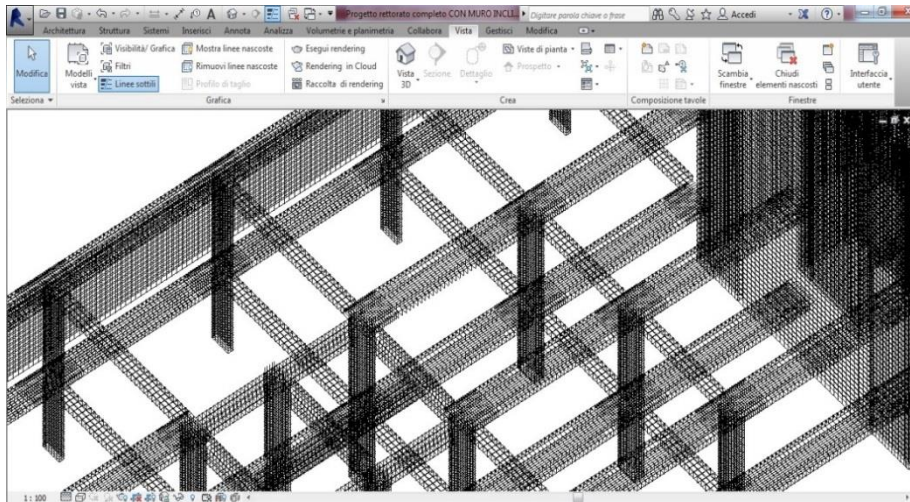 Progetto rettorato completo CON MURO INCLI...
Digitare parola chiave o frase
Accedi
Architettura Struttura Sistemi Inserisci Annota Analizza Volumetrie e planimetria Collabora Vista Gestisci Modifica
Modifica
Modelli vista
Visibilità/ Grafica
Filtri
Linee sottili
Mostra linee nascoste
Rimuovi linee nascoste
Profilo di taglio
Esegui rendering
Rendering in Cloud
Raccolta di rendering
Vista 3D
Sezione
Dettaglio
Viste di pianta
Prospetto
Scambia finestre
Chiudi elementi nascosti
Interfaccia utente
Seleziona
Grafica
Crea
Composizione tavole
Finestre
1 : 100